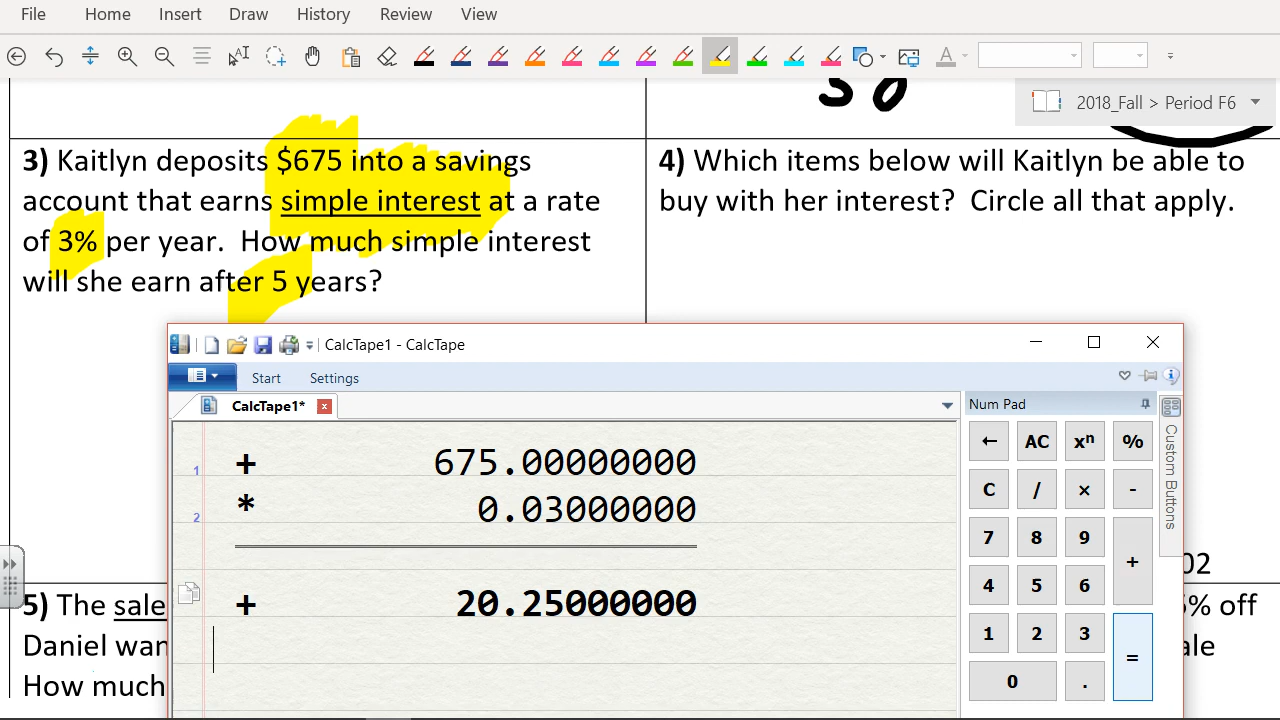 File Home Insert Draw History Review View
2018_Fall > Period F6
3) Kaitlyn deposits $675 into a savings
account that earns simple interest at a rate
of 3% per year. How much simple interest
will she earn after 5 years?
4) Which items below will Kaitlyn be able to
buy with her interest? Circle all that apply.
CalcTape1 - CalcTape
Start Settings
CalcTape1*
1 + 675.00000000
2 * 0.03000000
+ 20.25000000
Num Pad
← AC xⁿ %
C / × -
7 8 9 +
4 5 6
1 2 3 =
0 .
Custom Buttons
02
5) The sale
Daniel wan
How much
% off
ale